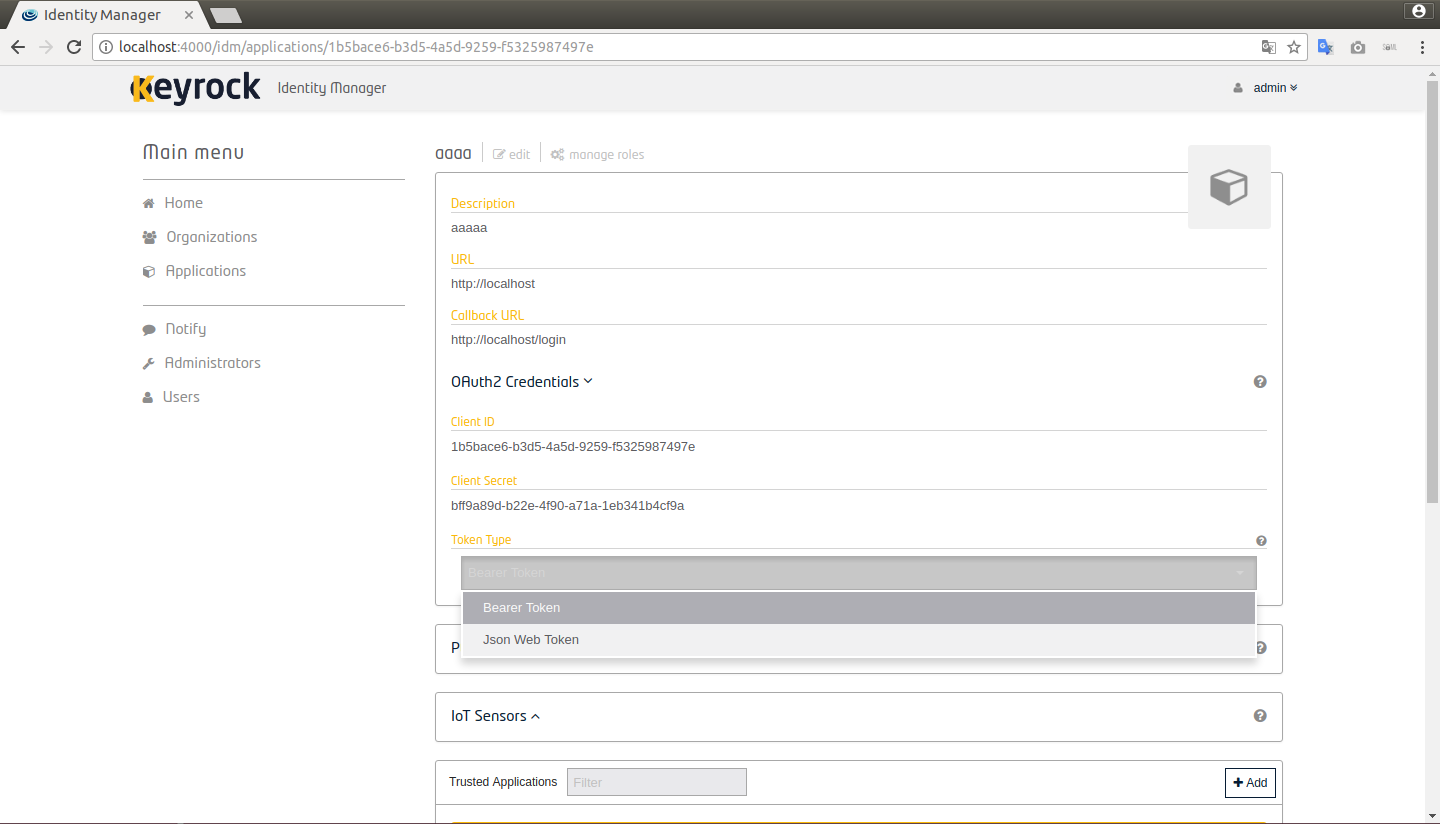 Identity Manager
localhost:4000/idm/applications/1b5bace6-b3d5-4a5d-9259-f5325987497e
Keyrock Identity Manager
admin
Main menu
Home
Organizations
Applications
Notify
Administrators
Users
aaaa edit manage roles
Description
aaaaa
URL
http://localhost
Callback URL
http://localhost/login
OAuth2 Credentials
Client ID
1b5bace6-b3d5-4a5d-9259-f5325987497e
Client Secret
bff9a89d-b22e-4f90-a71a-1eb341b4cf9a
Token Type
Bearer Token
Bearer Token
Json Web Token
P
IoT Sensors
Trusted Applications Filter Add